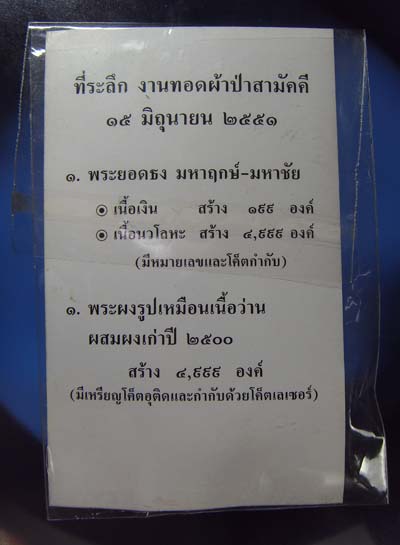 ที่ระลึก งานทอดผ้าป่าสามัคคี
๑๕ มิถุนายน ๒๕๕๑
๑. พระยอดธง มหาฤกษ์-มหาชัย
เนื้อเงิน สร้าง ๑๙๙ องค์
เนื้อนวโลหะ สร้าง ๔,๙๙๙ องค์
(มีหมายเลขและโค๊ตกำกับ)
๑. พระผงรูปเหมือนเนื้อว่าน
ผสมผงเก่าปี ๒๕๐๐
สร้าง ๔,๙๙๙ องค์
(มีเหรียญโค๊ตอุติดและกำกับด้วยโค๊ตเลเซอร์)